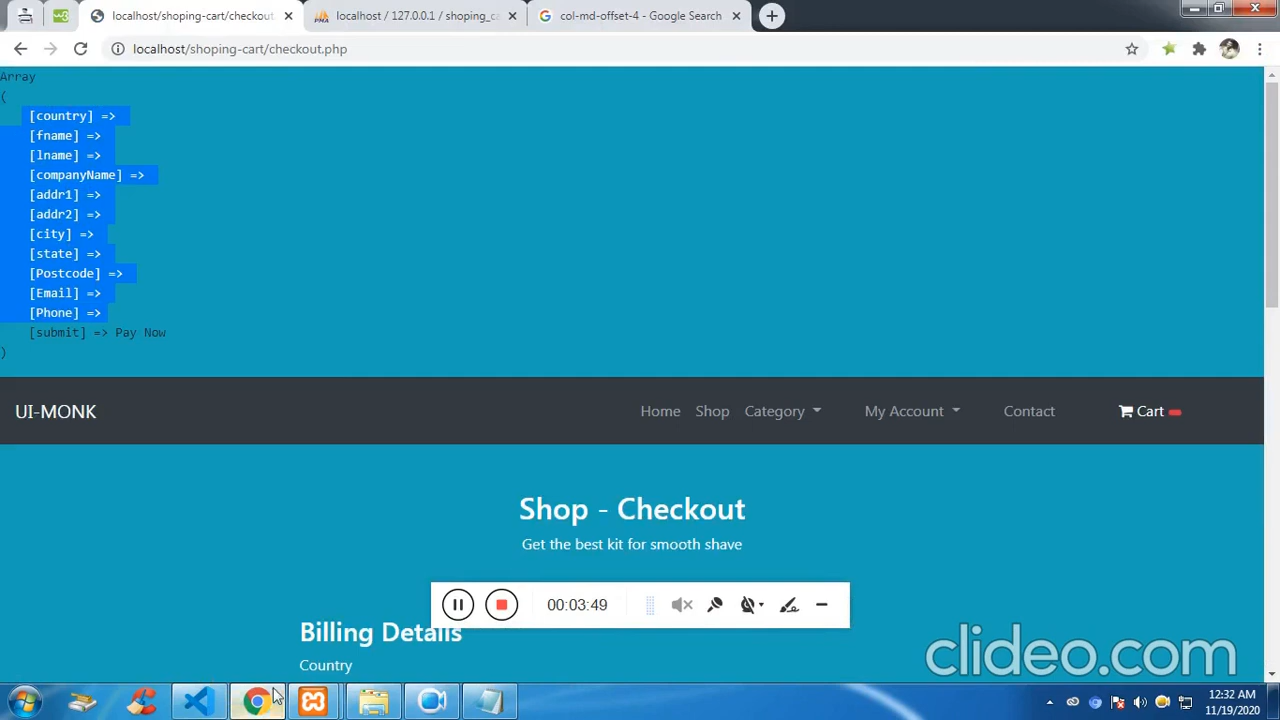 localhost/shoping-cart/checkout.
localhost / 127.0.0.1 / shoping_ca
col-md-offset-4 - Google Search
localhost/shoping-cart/checkout.php
Array
(
[country] =>
[fname] =>
[lname] =>
[companyName] =>
[addr1] =>
[addr2] =>
[city] =>
[state] =>
[Postcode] =>
[Email] =>
[Phone] =>
[submit] => Pay Now
)
UI-MONK
Home Shop Category My Account Contact Cart
Shop - Checkout
Get the best kit for smooth shave
00:03:49
Billing Details
Country
clideo.com
12:32 AM
11/19/2020